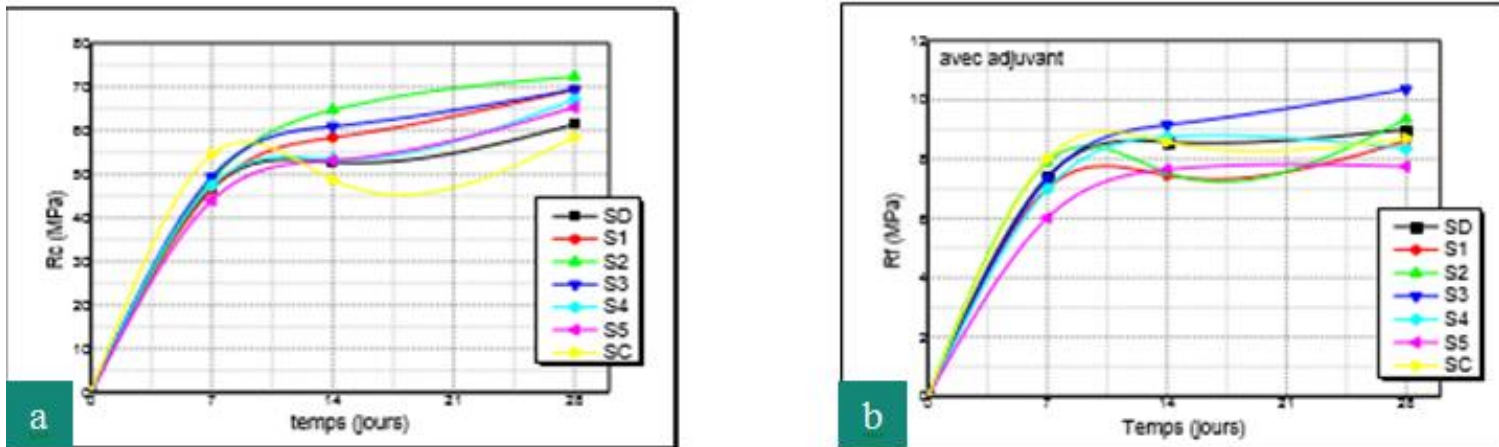 80
70
60
50
40
30
20
10
0
Rc (MPa)
0 7 14 21 28
temps (jours)
SD
S1
S2
S3
S4
S5
SC
a
avec adjuvant
12
10
8
6
4
2
0
Rf (MPa)
0 7 14 21 28
Temps (jours)
SD
S1
S2
S3
S4
S5
SC
b